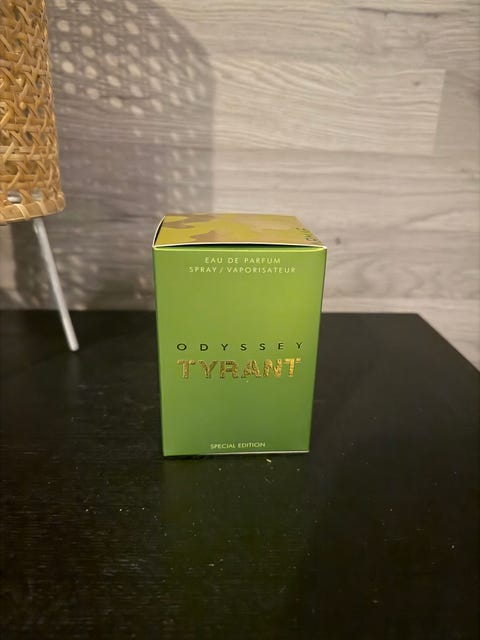 EAU DE PARFUM
SPRAY / VAPORISATEUR
ODYSSEY
TYRANT
SPECIAL EDITION